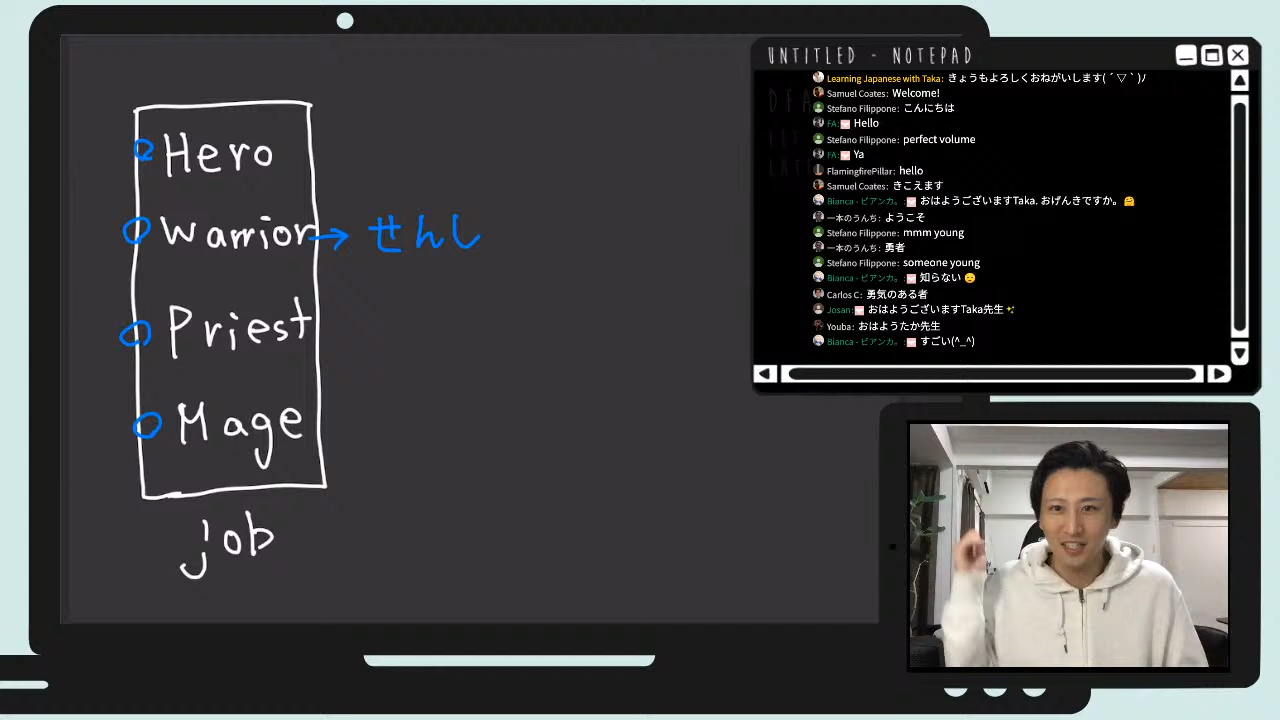 Hero
Warrior → せんし
Priest
Mage
job
UNTITLED - NOTEPAD
Learning Japanese with Taka: きょうもよろしくおねがいします( ´ ▽ ` )ﾉ
Samuel Coates: Welcome!
Stefano Filippone: こんにちは
FA: Hello
Stefano Filippone: perfect volume
FA: Ya
FlamingfirePillar: hello
Samuel Coates: きこえます
Bianca - ビアンカ。: おはようございますTaka. おげんきですか。🤗
一本のうんち: ようこそ
Stefano Filippone: mmm young
一本のうんち: 勇者
Stefano Filippone: someone young
Bianca - ビアンカ。: 知らない 😞
Carlos C: 勇気のある者
Josan: おはようございますTaka先生✨
Youba: おはようたか先生
Bianca - ビアンカ。: すごい(^_^)